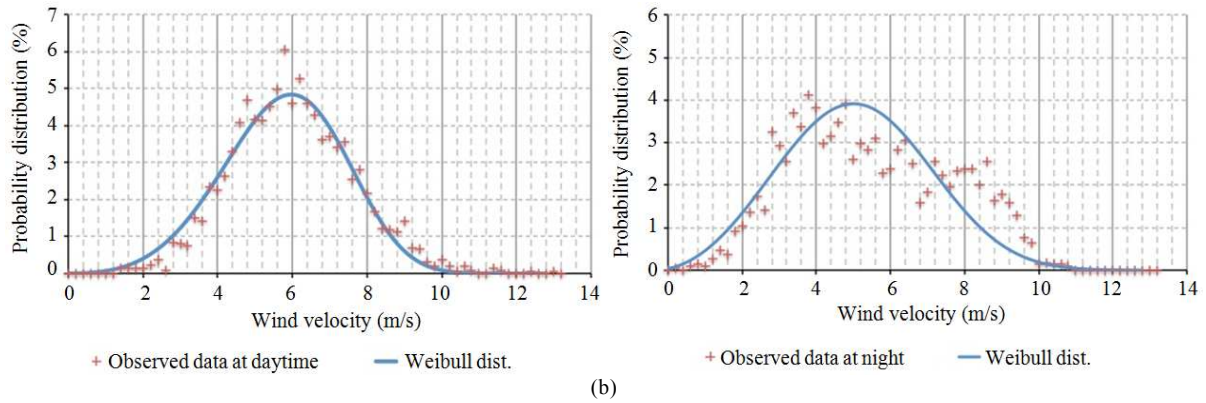 7
6
5
4
3
2
1
0
Probability distribution (%)
0 2 4 6 8 10 12 14
Wind velocity (m/s)
Observed data at daytime Weibull dist.
6
5
4
3
2
1
0
Probability distribution (%)
0 2 4 6 8 10 12 14
Wind velocity (m/s)
Observed data at night Weibull dist.
(b)